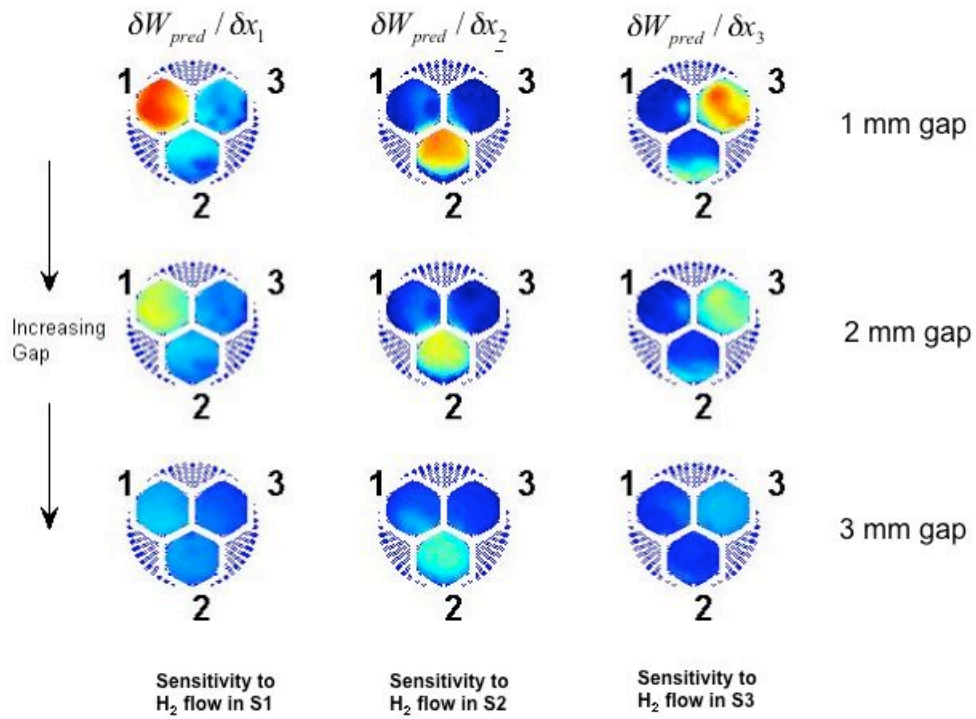 δW_pred / δx_1 δW_pred / δx_2 δW_pred / δx_3
1 3 1 3 1 3
1 mm gap
2 2 2
1 3 1 3 1 3
Increasing
Gap
2 mm gap
2 2 2
1 3 1 3 1 3
3 mm gap
2 2 2
Sensitivity to
H₂ flow in S1
Sensitivity to
H₂ flow in S2
Sensitivity to
H₂ flow in S3